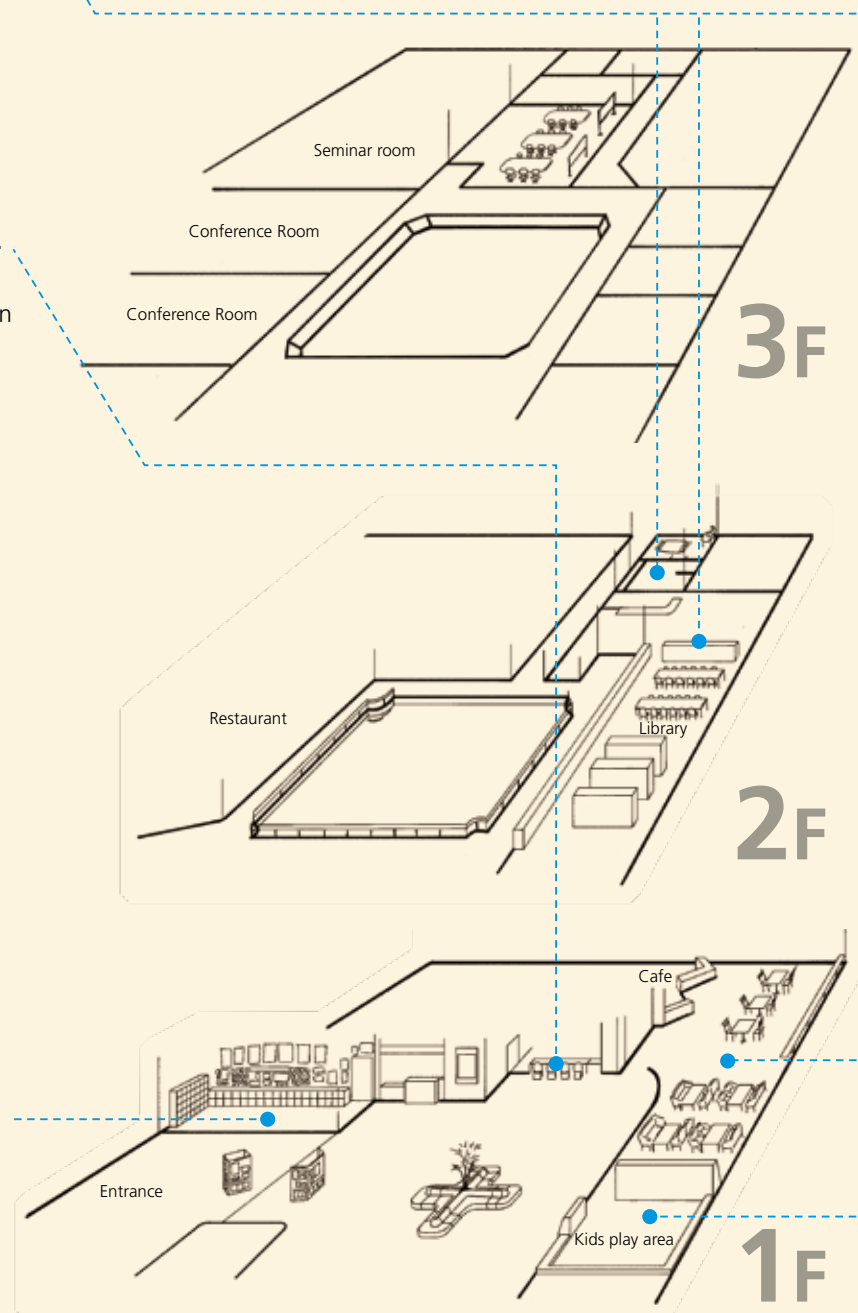 Seminar room
Conference Room
n
Conference Room
3F
Restaurant
Library
2F
Cafe
Entrance
Kids play area
1F